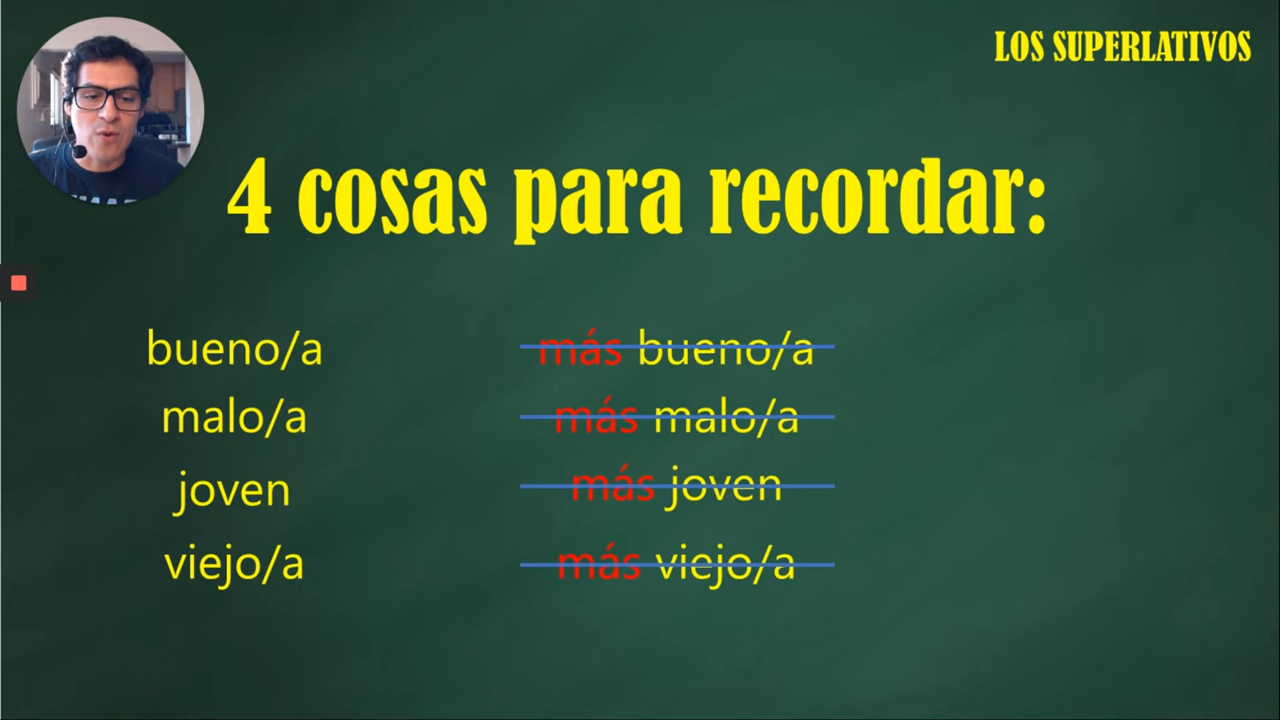 LOS SUPERLATIVOS
4 cosas para recordar:
bueno/a más bueno/a
malo/a más malo/a
joven más joven
viejo/a más viejo/a